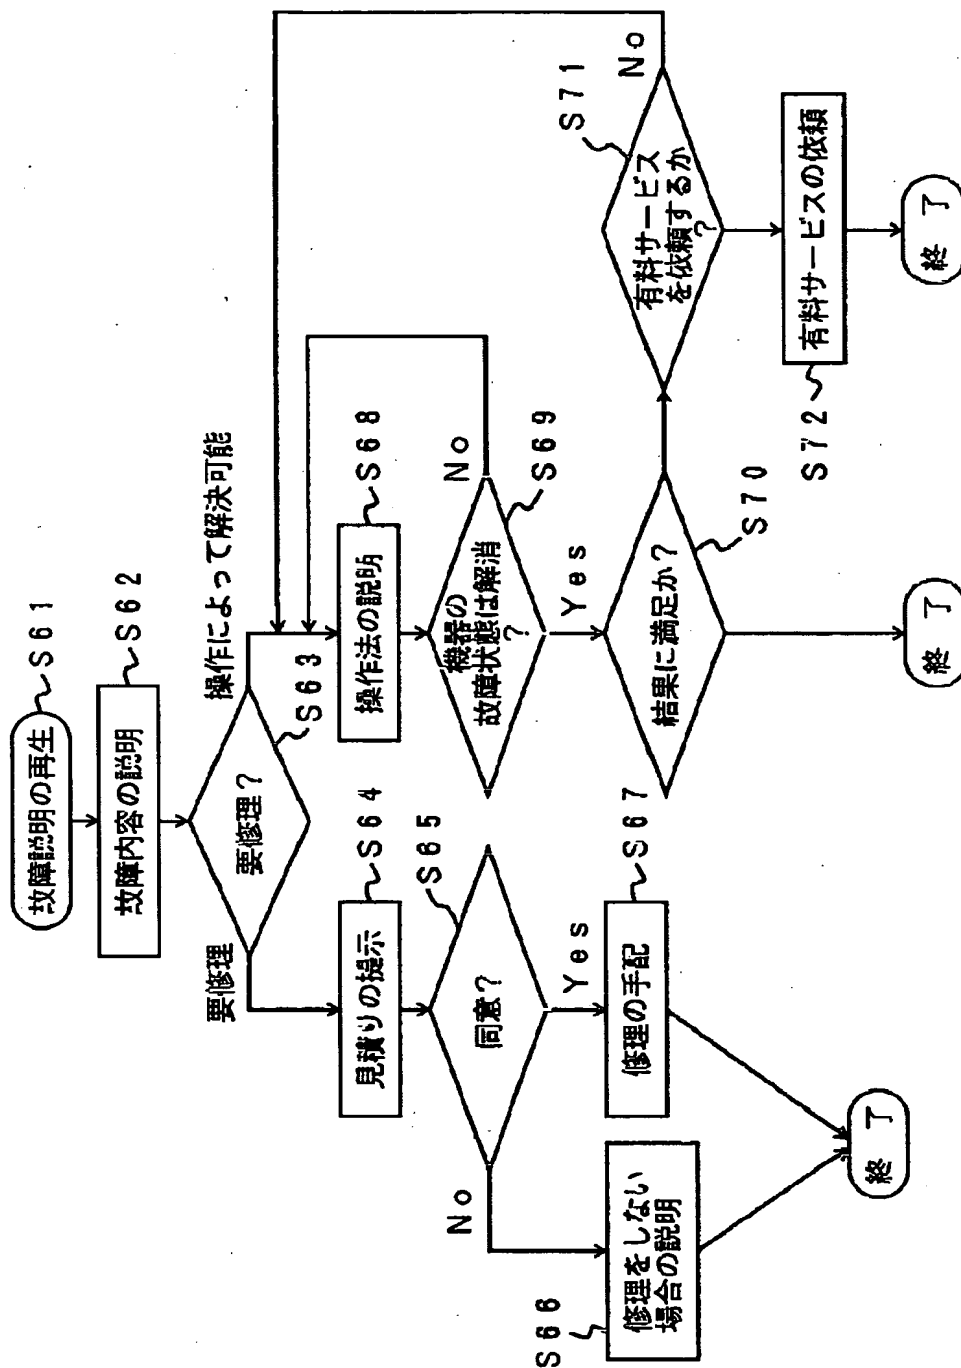 故障説明の再生
S61
故障内容の説明
S62
要修理?
S63
要修理
操作によって解決可能
見積りの提示
S64
同意?
S65
No
Yes
修理をしない
場合の説明
S66
修理の手配
S67
終 了
操作法の説明
S68
機器の
故障状態は解消
?
S69
No
Yes
結果に満足か?
S70
終 了
有料サービス
を依頼するか
?
S71
No
有料サービスの依頼
S72
終 了